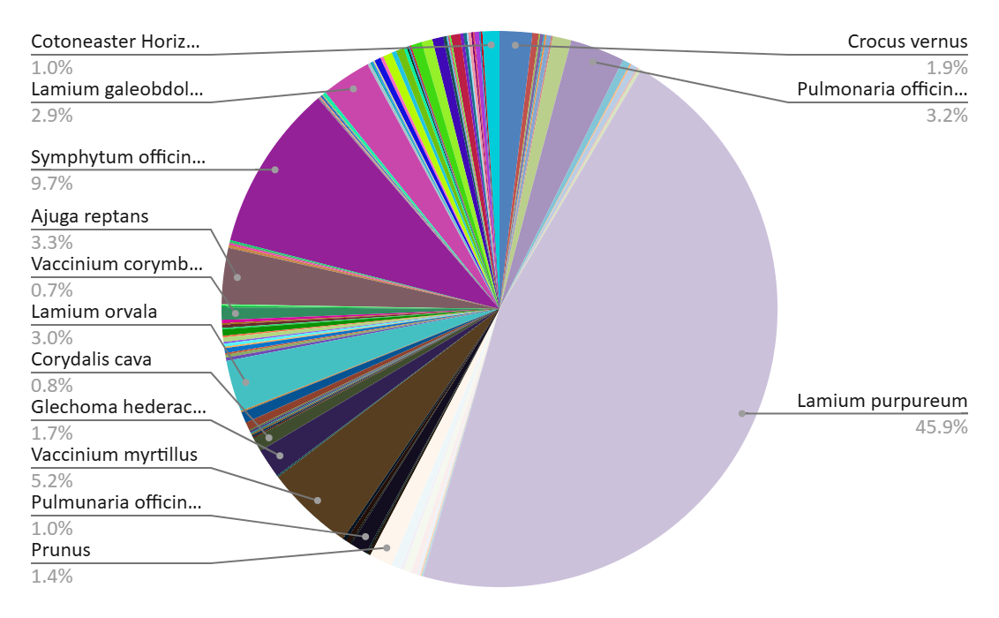 Cotoneaster Horiz...
1.0%
Lamium galeobdol...
2.9%
Symphytum officin...
9.7%
Ajuga reptans
3.3%
Vaccinium corymb...
0.7%
Lamium orvala
3.0%
Corydalis cava
0.8%
Glechoma hederac...
1.7%
Vaccinium myrtillus
5.2%
Pulmunaria officin...
1.0%
Prunus
1.4%
Crocus vernus
1.9%
Pulmonaria officin...
3.2%
Lamium purpureum
45.9%